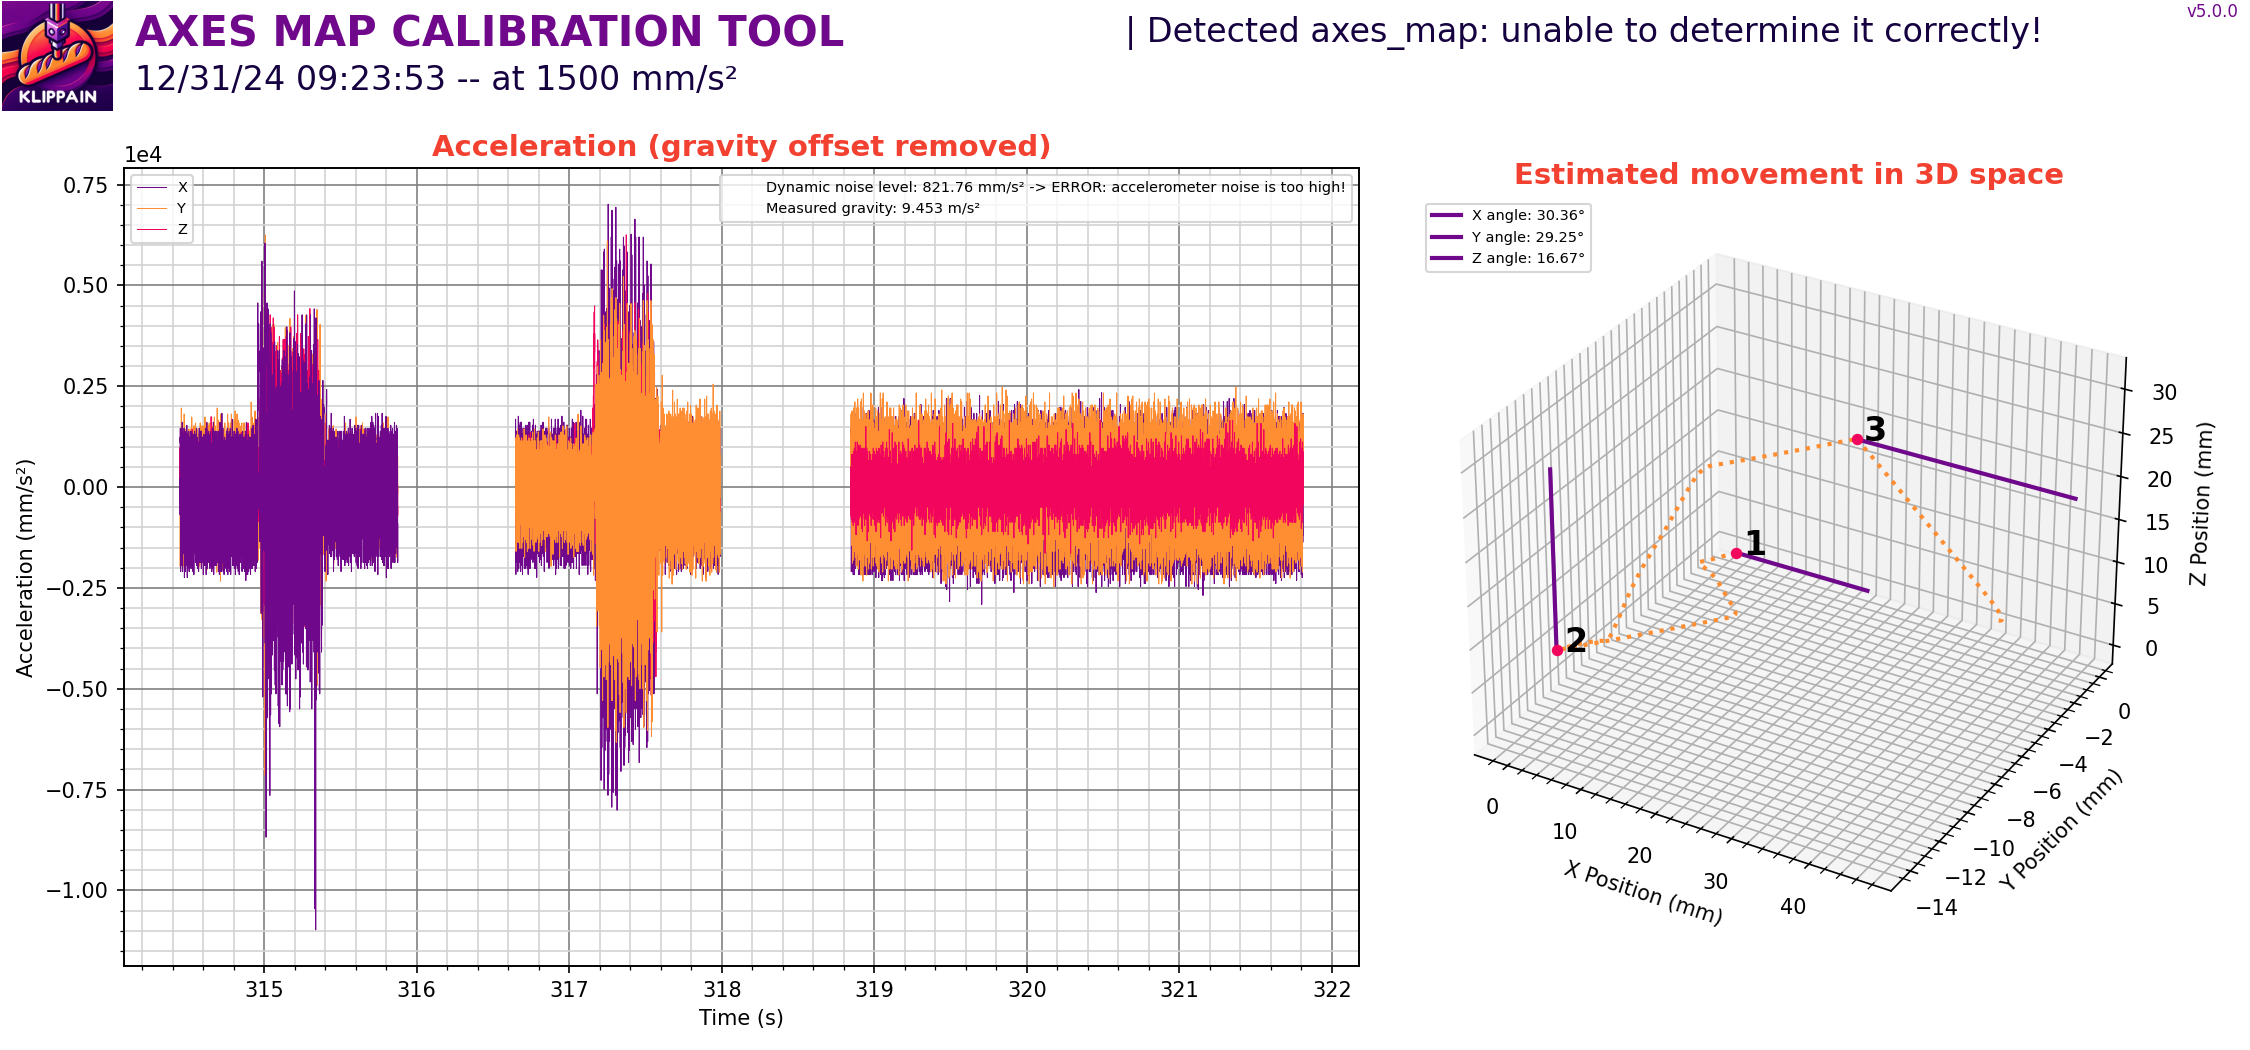 AXES MAP CALIBRATION TOOL
| Detected axes_map: unable to determine it correctly!
v5.0.0
12/31/24 09:23:53 -- at 1500 mm/s²
KLIPPAIN
Acceleration (gravity offset removed)
1e4
X
Y
Z
Dynamic noise level: 821.76 mm/s² -> ERROR: accelerometer noise is too high!
Measured gravity: 9.453 m/s²
0.75
0.50
0.25
0.00
−0.25
−0.50
−0.75
−1.00
Acceleration (mm/s²)
315 316 317 318 319 320 321 322
Time (s)
Estimated movement in 3D space
X angle: 30.36°
Y angle: 29.25°
Z angle: 16.67°
1
2
3
0 10 20 30 40
X Position (mm)
0
−2
−4
−6
−8
−10
−12
−14
Y Position (mm)
30
25
20
15
10
5
0
Z Position (mm)